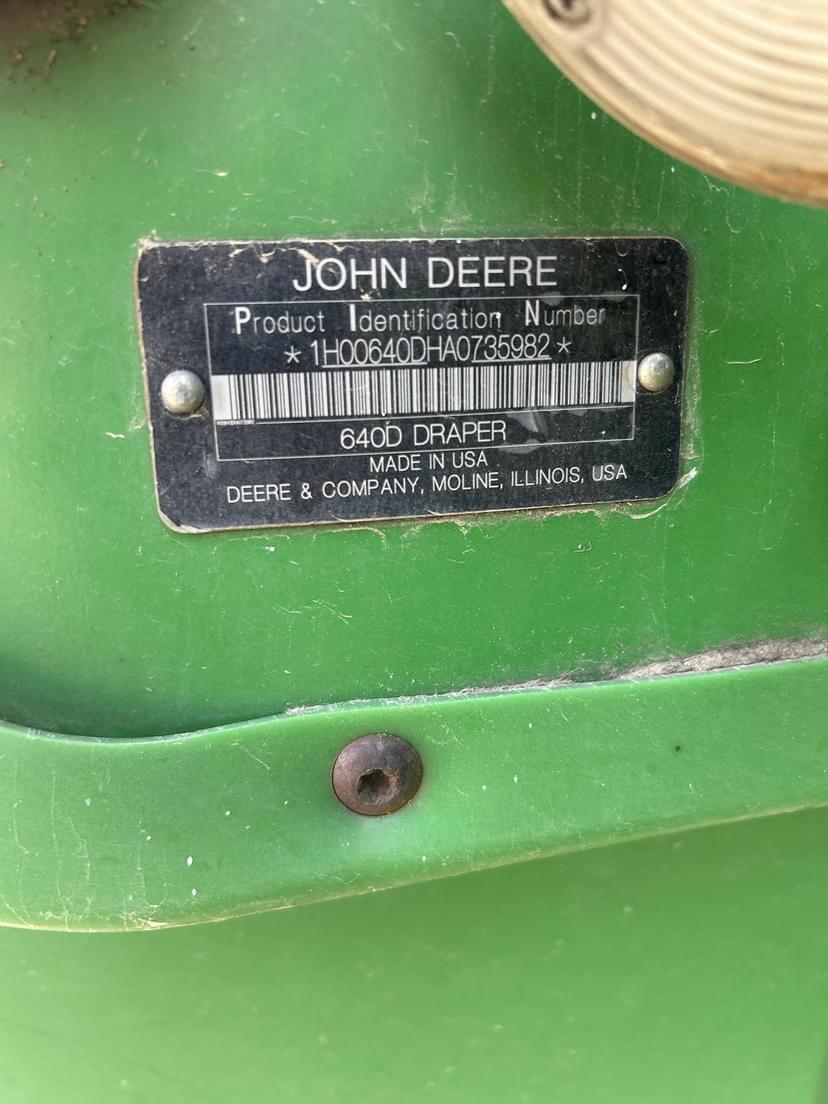 JOHN DEERE
Product Identification Number
*1H00640DHA0735982*
640D DRAPER
MADE IN USA
DEERE & COMPANY, MOLINE, ILLINOIS, USA